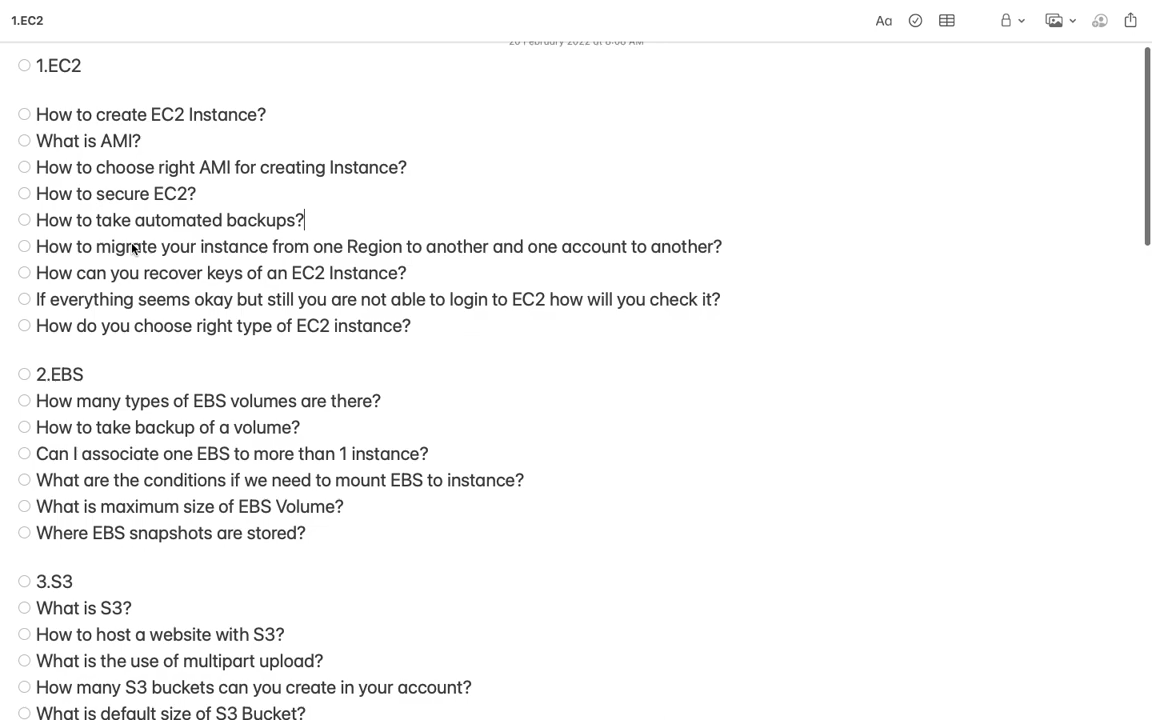 1.EC2
20 February 2022 at 6:06 AM
1.EC2
How to create EC2 Instance?
What is AMI?
How to choose right AMI for creating Instance?
How to secure EC2?
How to take automated backups?
How to migrate your instance from one Region to another and one account to another?
How can you recover keys of an EC2 Instance?
If everything seems okay but still you are not able to login to EC2 how will you check it?
How do you choose right type of EC2 instance?
2.EBS
How many types of EBS volumes are there?
How to take backup of a volume?
Can I associate one EBS to more than 1 instance?
What are the conditions if we need to mount EBS to instance?
What is maximum size of EBS Volume?
Where EBS snapshots are stored?
3.S3
What is S3?
How to host a website with S3?
What is the use of multipart upload?
How many S3 buckets can you create in your account?
What is default size of S3 Bucket?